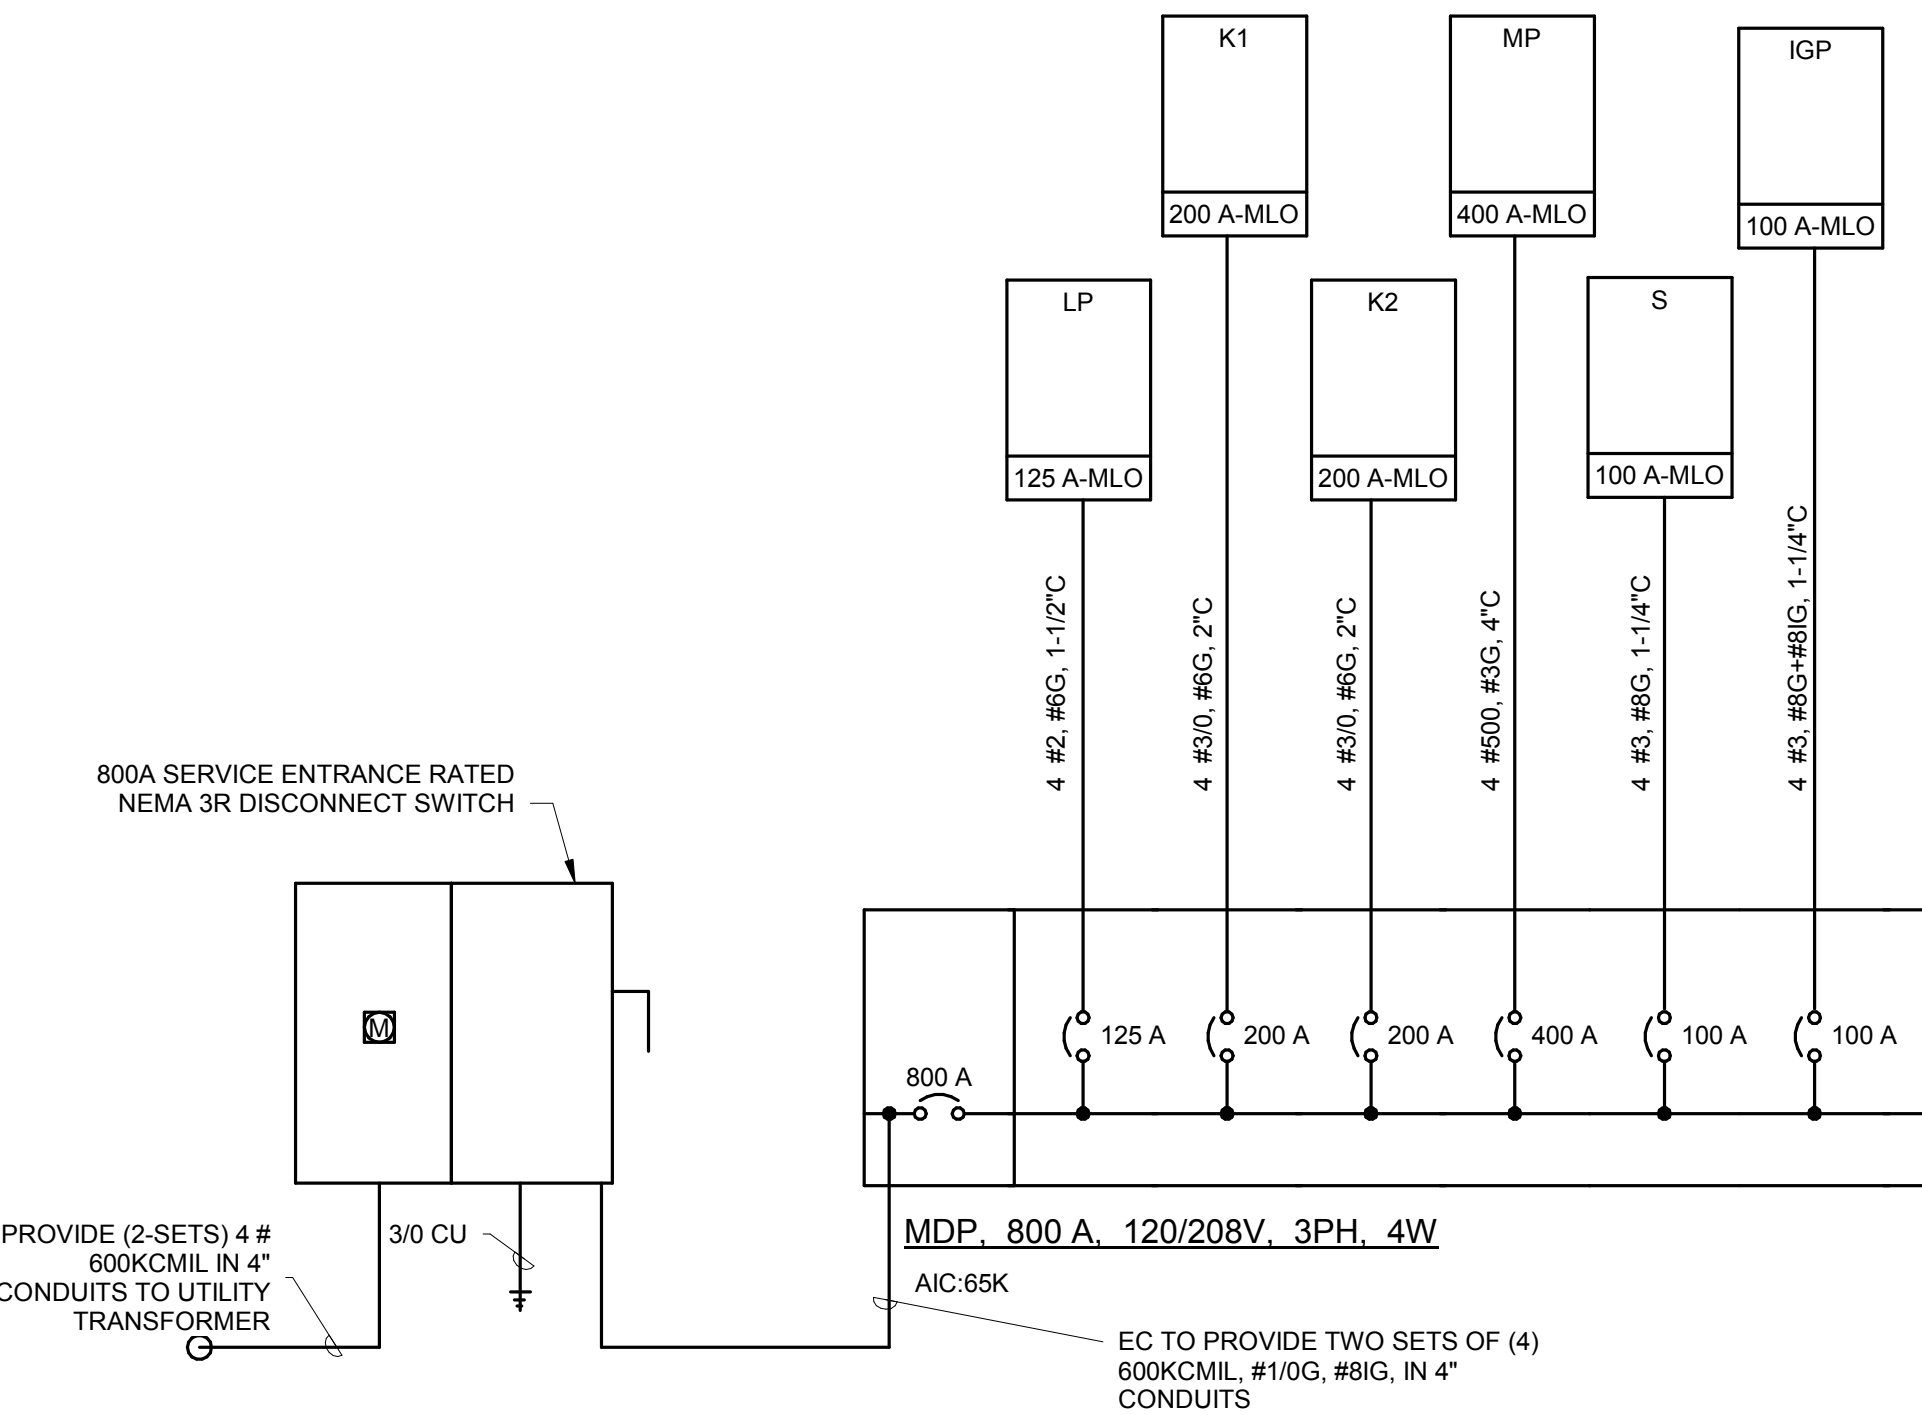 K1
MP
IGP
200 A-MLO
400 A-MLO
100 A-MLO
LP
K2
S
125 A-MLO
200 A-MLO
100 A-MLO
4 #2, #6G, 1-1/2"C
4 #3/0, #6G, 2"C
4 #3/0, #6G, 2"C
4 #500, #3G, 4"C
4 #3, #8G, 1-1/4"C
4 #3, #8G+#8IG, 1-1/4"C
800A SERVICE ENTRANCE RATED
NEMA 3R DISCONNECT SWITCH
M
125 A
200 A
200 A
400 A
100 A
100 A
800 A
PROVIDE (2-SETS) 4 #
600KCMIL IN 4"
CONDUITS TO UTILITY
TRANSFORMER
3/0 CU
MDP, 800 A, 120/208V, 3PH, 4W
AIC:65K
EC TO PROVIDE TWO SETS OF (4)
600KCMIL, #1/0G, #8IG, IN 4"
CONDUITS